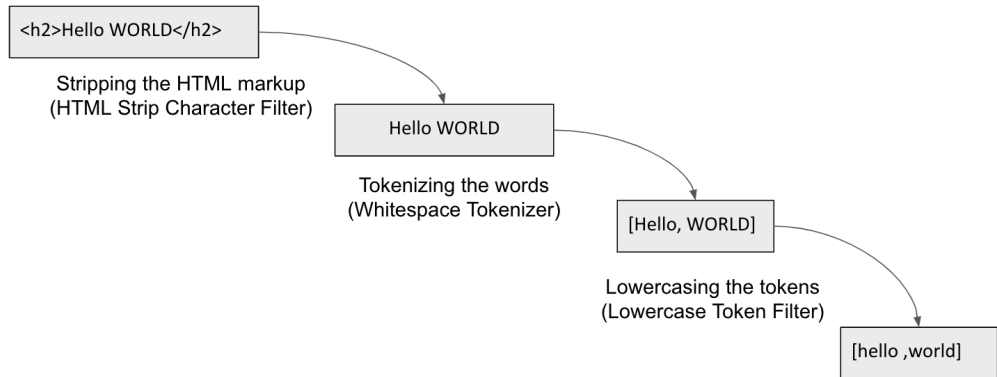 <h2>Hello WORLD</h2>
Stripping the HTML markup
(HTML Strip Character Filter)
Hello WORLD
Tokenizing the words
(Whitespace Tokenizer)
[Hello, WORLD]
Lowercasing the tokens
(Lowercase Token Filter)
[hello ,world]